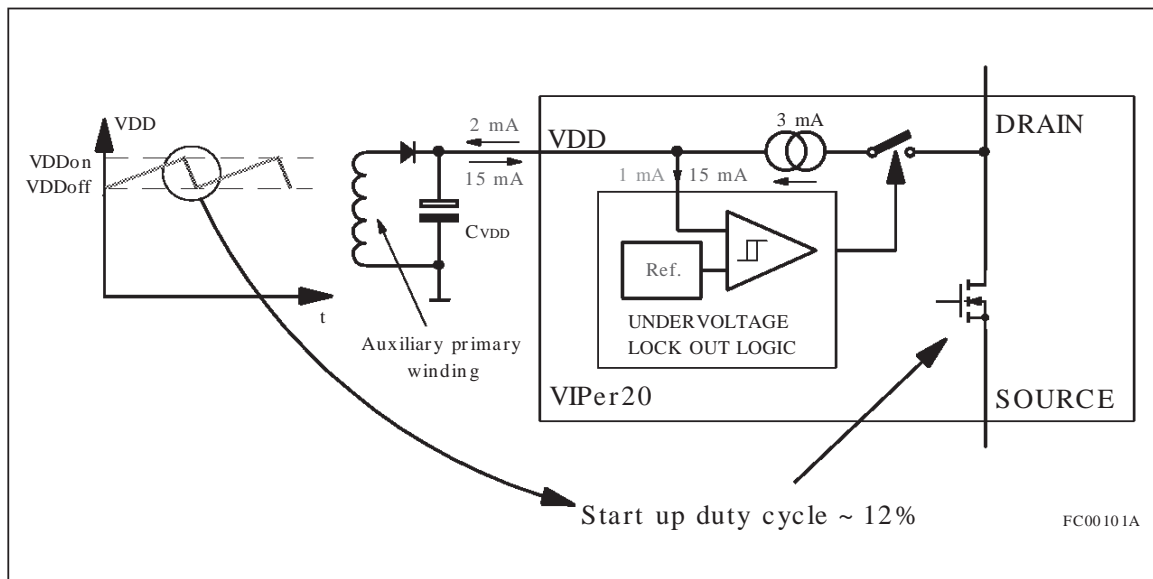 VDD
VDDon
VDDoff
t
2 mA
15 mA
CVDD
Auxiliary primary
winding
VDD
3 mA
DRAIN
1 mA 15 mA
Ref.
UNDERVOLTAGE
LOCK OUT LOGIC
VIPer20
SOURCE
Start up duty cycle ~ 12%
FC00101A